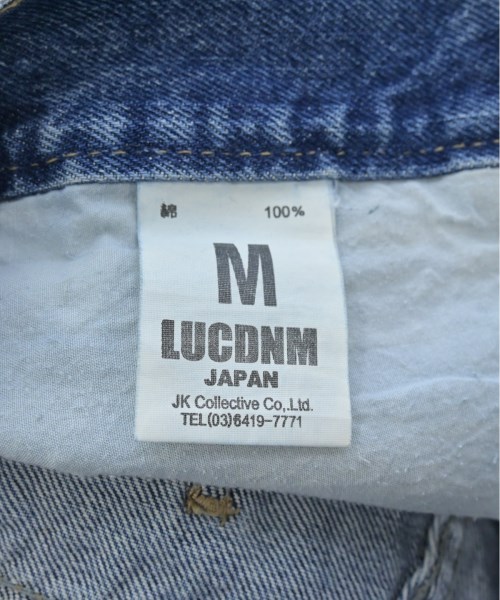 綿 100%
M
LUCDNM
JAPAN
JK Collective Co,.Ltd.
TEL(03)6419-7771